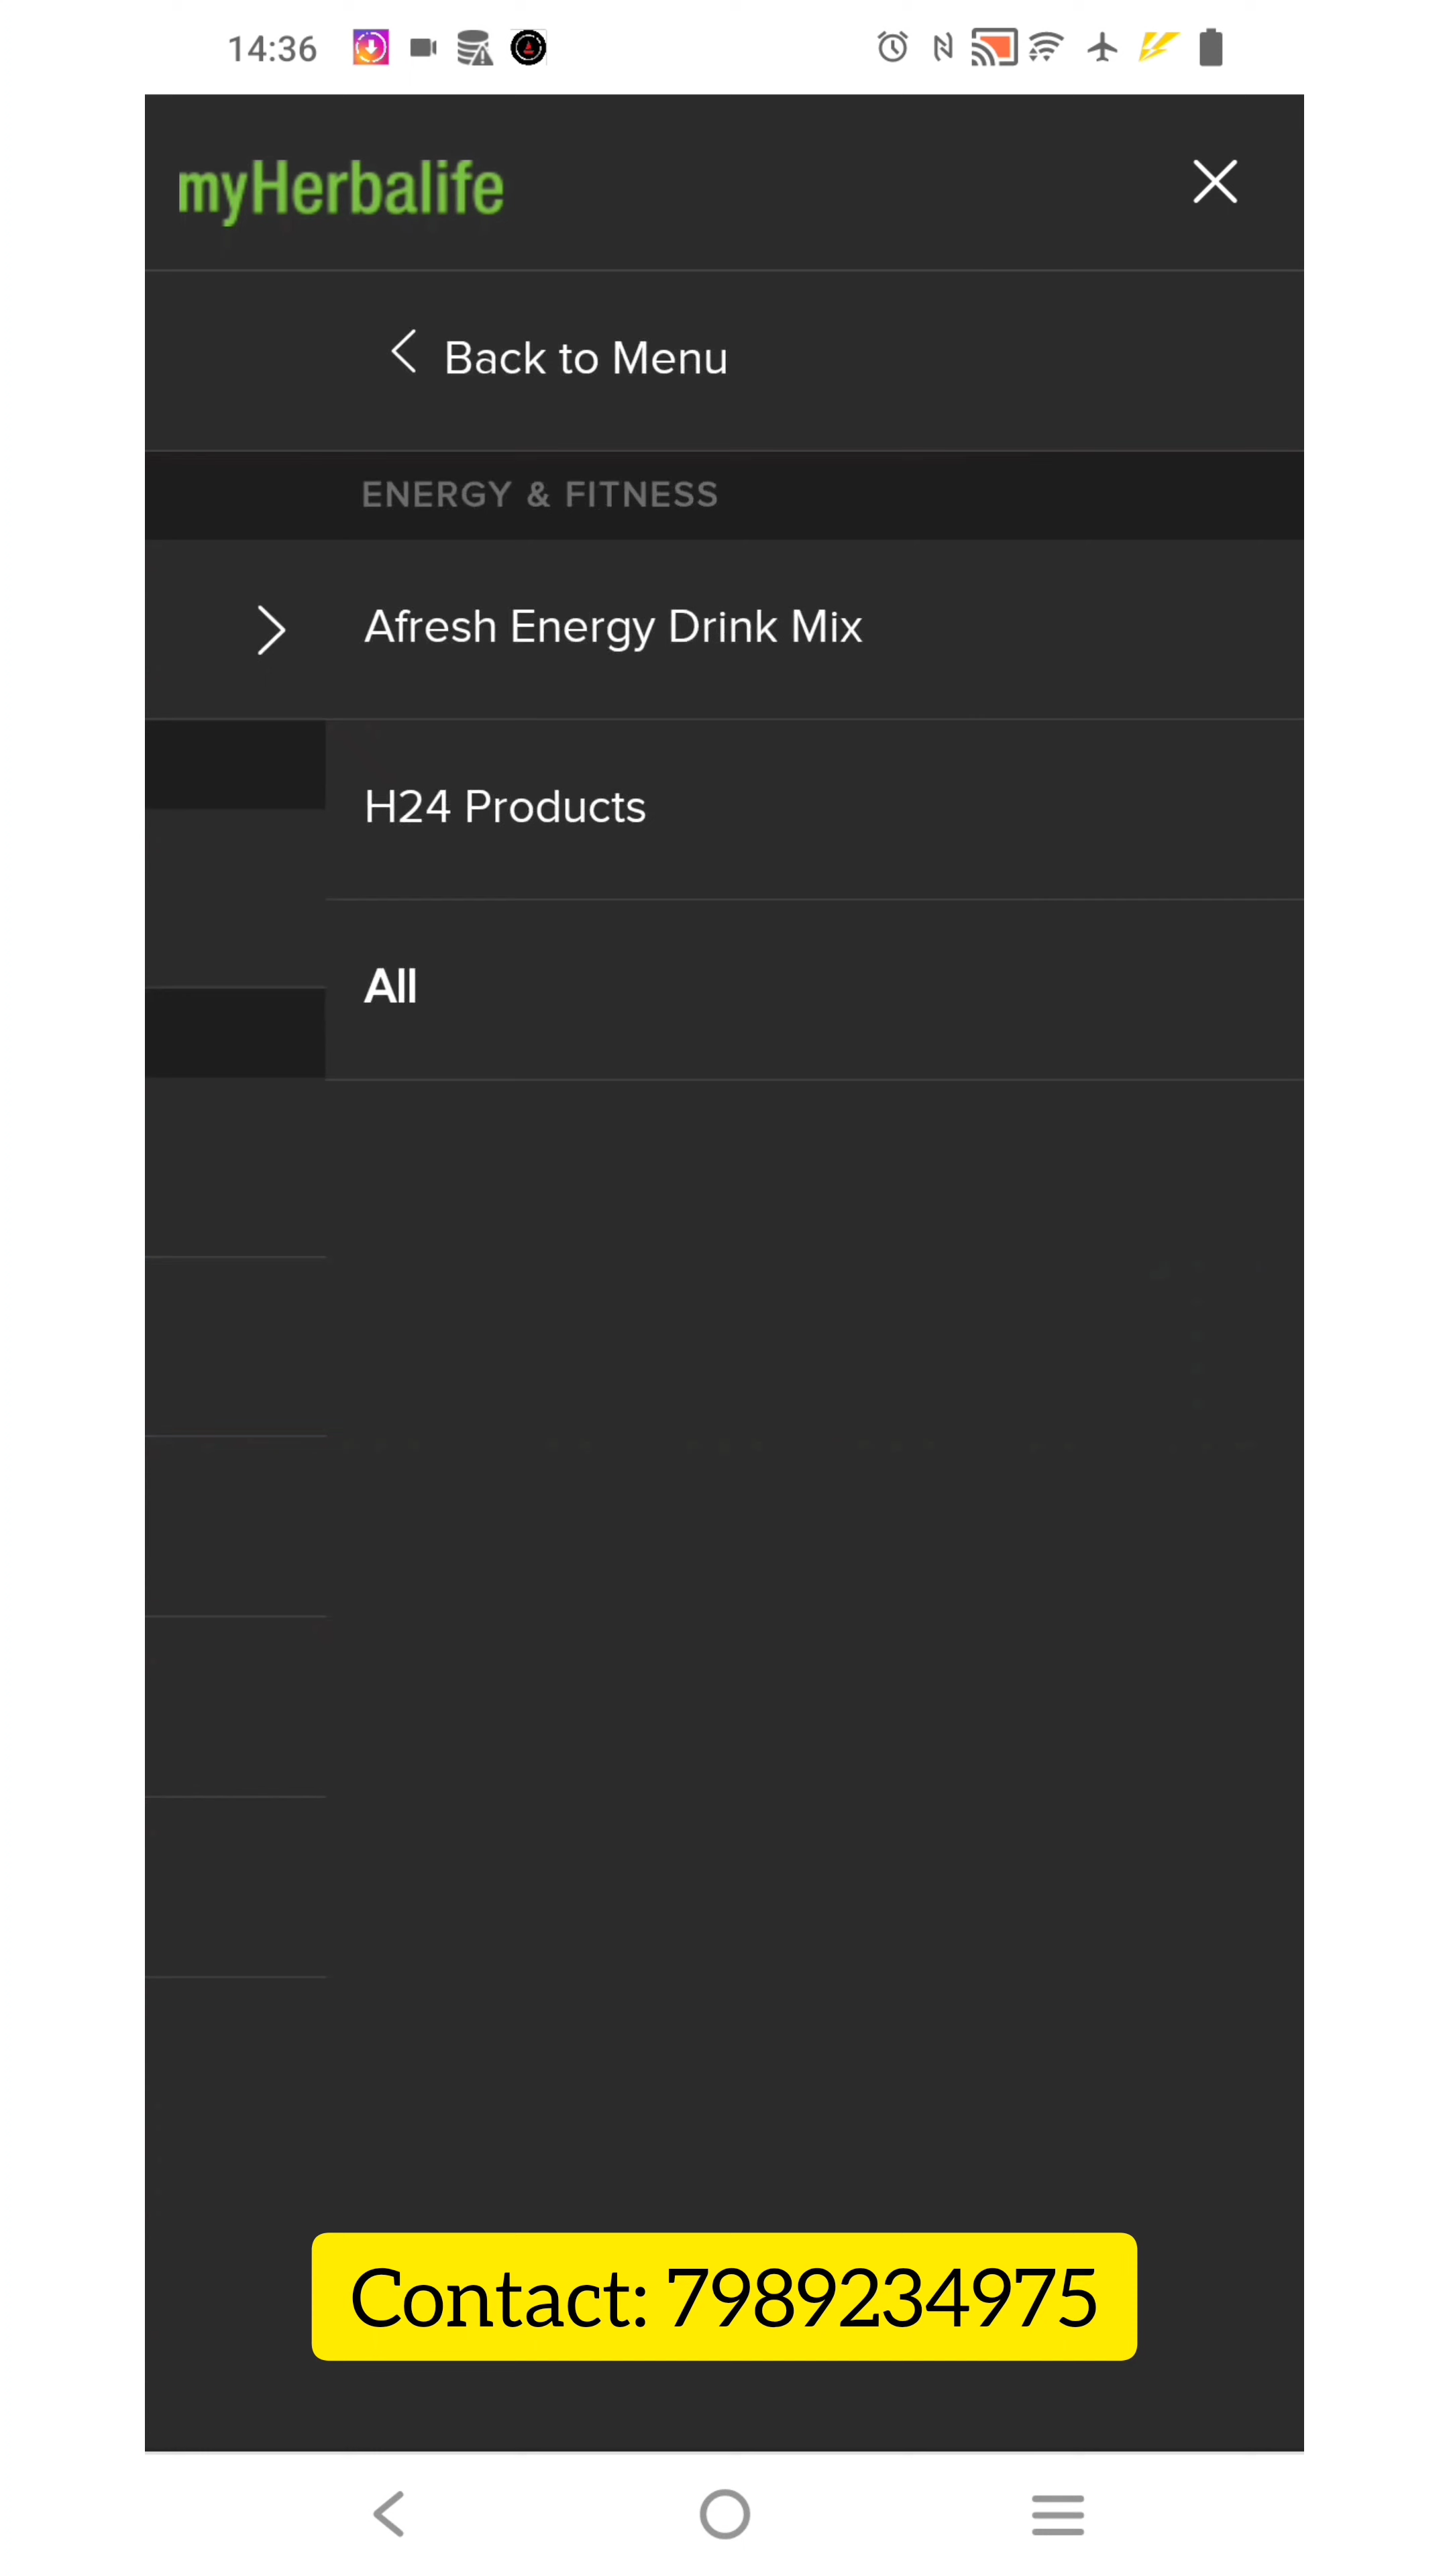 14:36
myHerbalife
Back to Menu
ENERGY & FITNESS
Afresh Energy Drink Mix
H24 Products
All
Contact: 7989234975